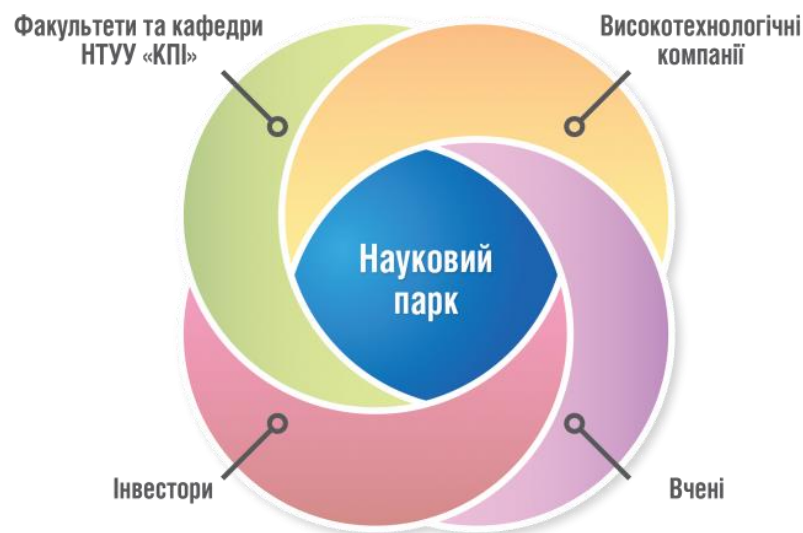 Факультети та кафедри
НТУУ «КПІ»
Високотехнологічні
компанії
Науковий
парк
Інвестори
Вчені